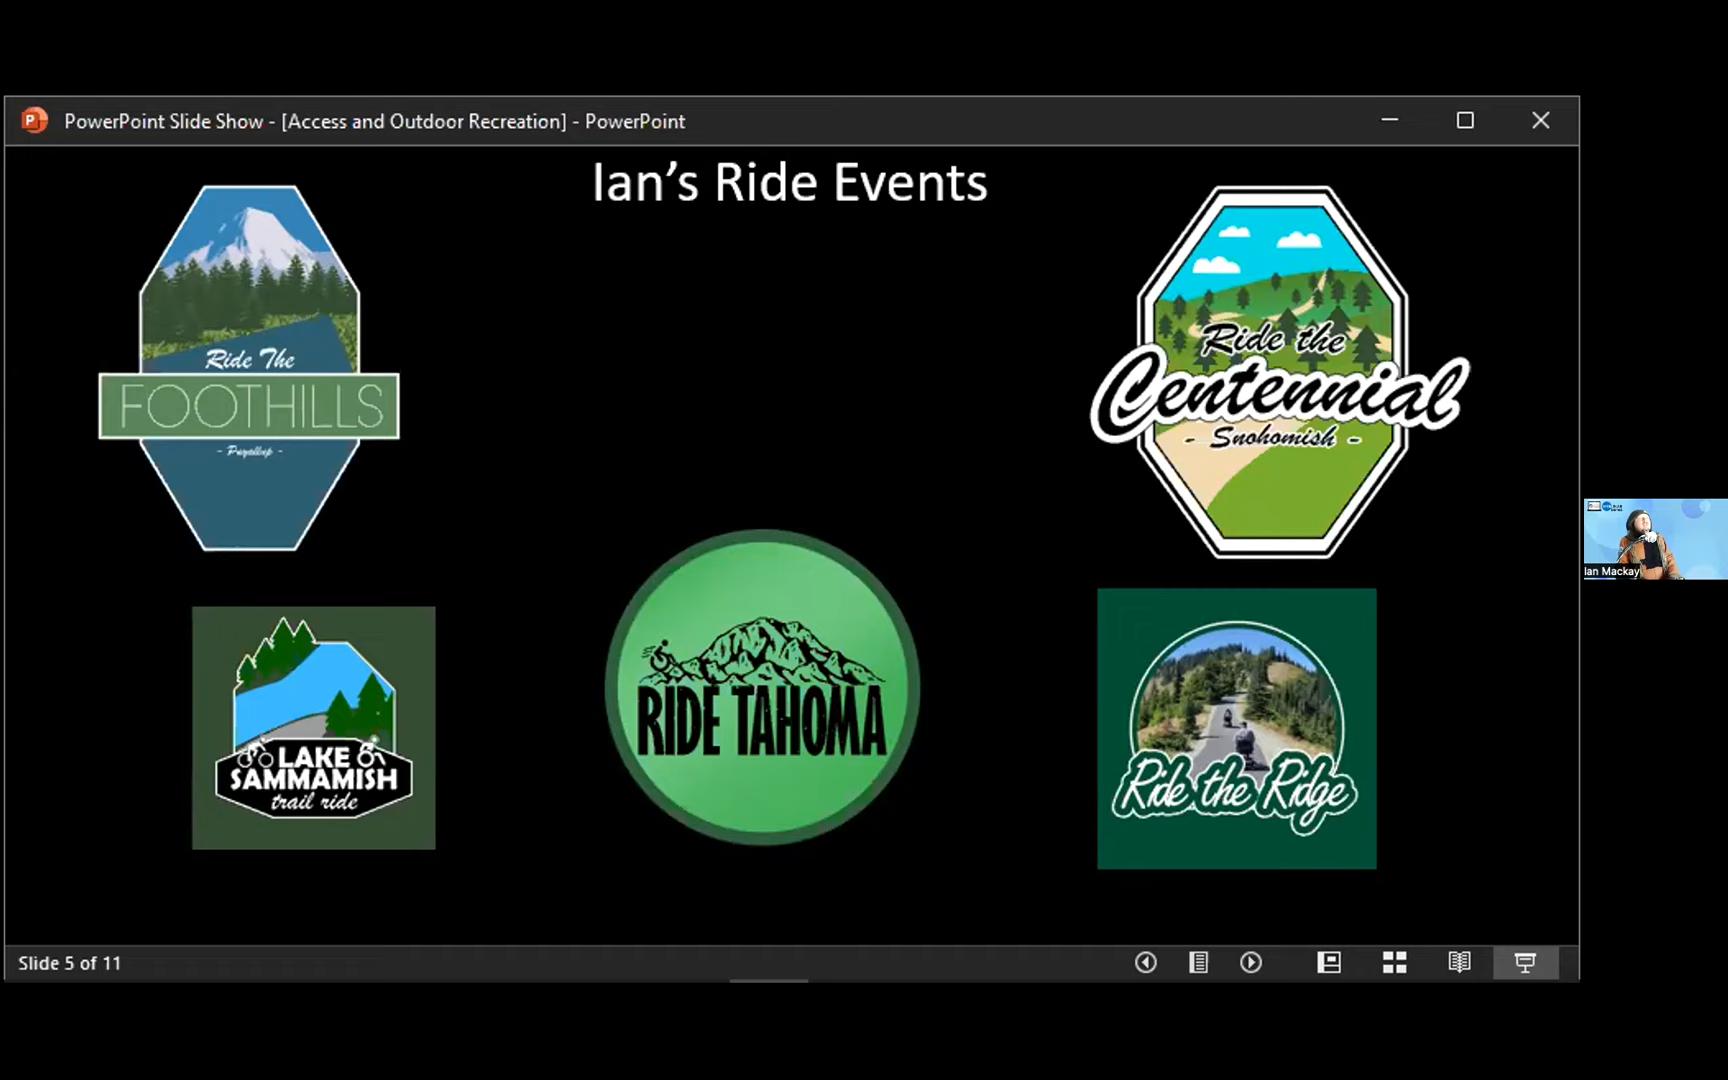 PowerPoint Slide Show - [Access and Outdoor Recreation] - PowerPoint
Ian's Ride Events
Ride The
FOOTHILLS
- Puyallup -
Ride the
Centennial
- Snohomish -
LAKE
SAMMAMISH
trail ride
RIDE TAHOMA
Ride the Ridge
Ian Mackay
Slide 5 of 11